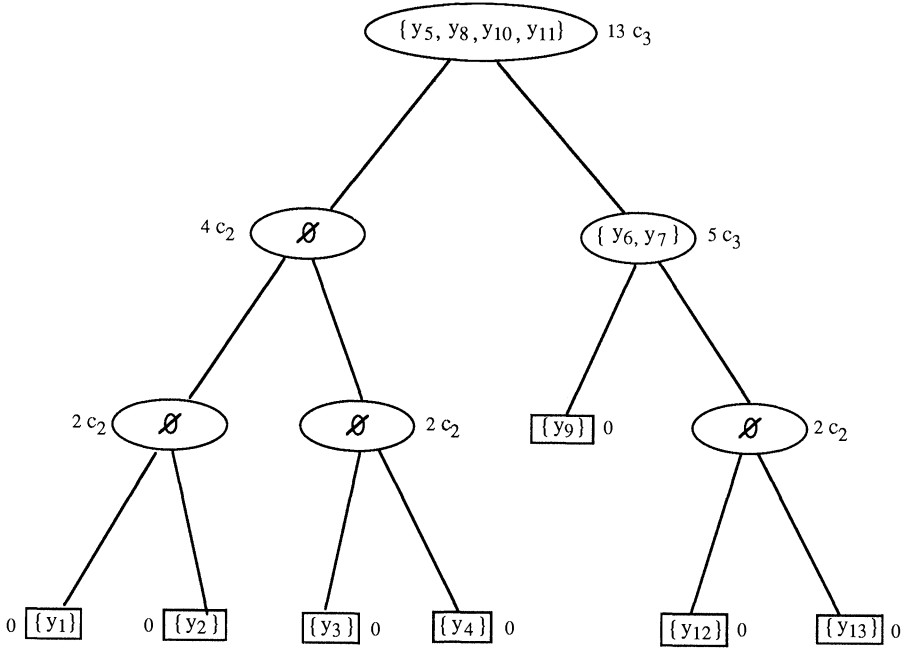 {y5, y8, y10, y11} 13 c3
4 c2 ∅ { y6, y7 } 5 c3
2 c2 ∅ ∅ 2 c2 {y9} 0 ∅ 2 c2
0 {y1} 0 {y2} {y3} 0 {y4} 0 {y12} 0 {y13} 0